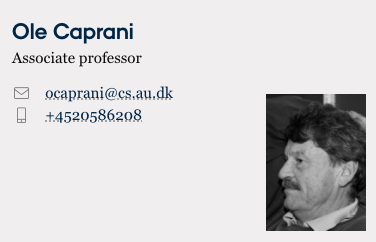 Ole Caprani
Associate professor
ocaprani@cs.au.dk
+4520586208